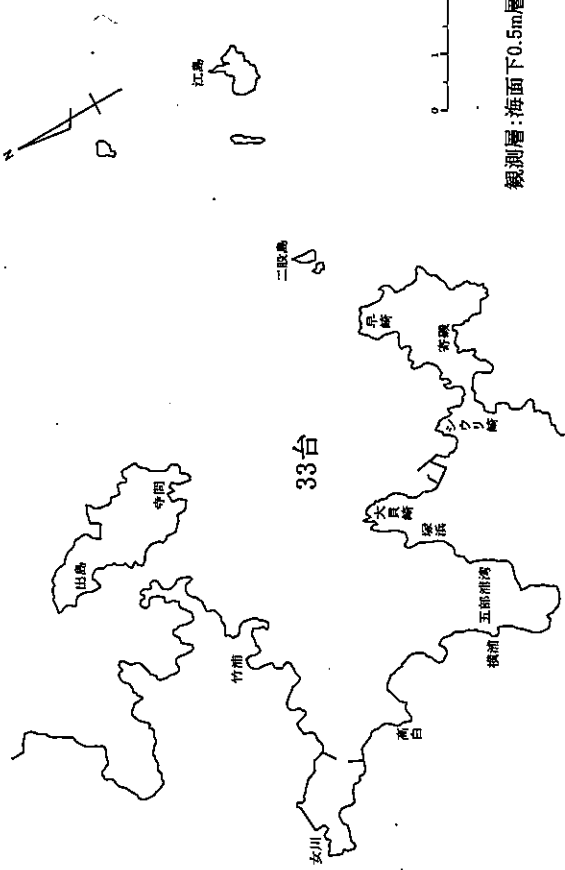 N
江島
0
1
観測層:海面下0.5m層
二股島
早崎
寄磯
シウリ崎
33台
寺間
出島
大貝崎
塚浜
五部浦湾
横浦
竹浦
高白
女川